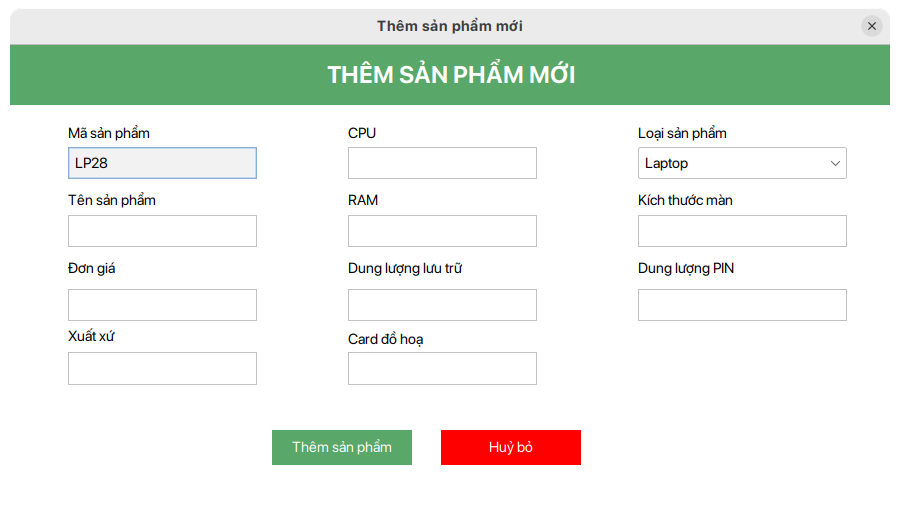 Thêm sản phẩm mới
THÊM SẢN PHẨM MỚI
Mã sản phẩm
LP28
CPU
Loại sản phẩm
Laptop
Tên sản phẩm
RAM
Kích thước màn
Đơn giá
Dung lượng lưu trữ
Dung lượng PIN
Xuất xứ
Card đồ hoạ
Thêm sản phẩm
Huỷ bỏ